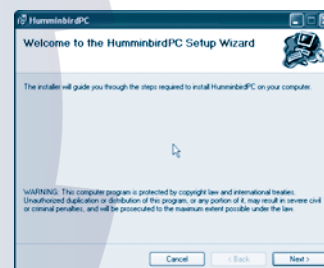 HumminbirdPC
Welcome to the HumminbirdPC Setup Wizard
The installer will guide you through the steps required to install HumminbirdPC on your computer.
WARNING: This computer program is protected by copyright law and international treaties.
Unauthorized duplication or distribution of this program, or any portion of it, may result in severe civil
or criminal penalties, and will be prosecuted to the maximum extent possible under the law.
Cancel
< Back
Next >